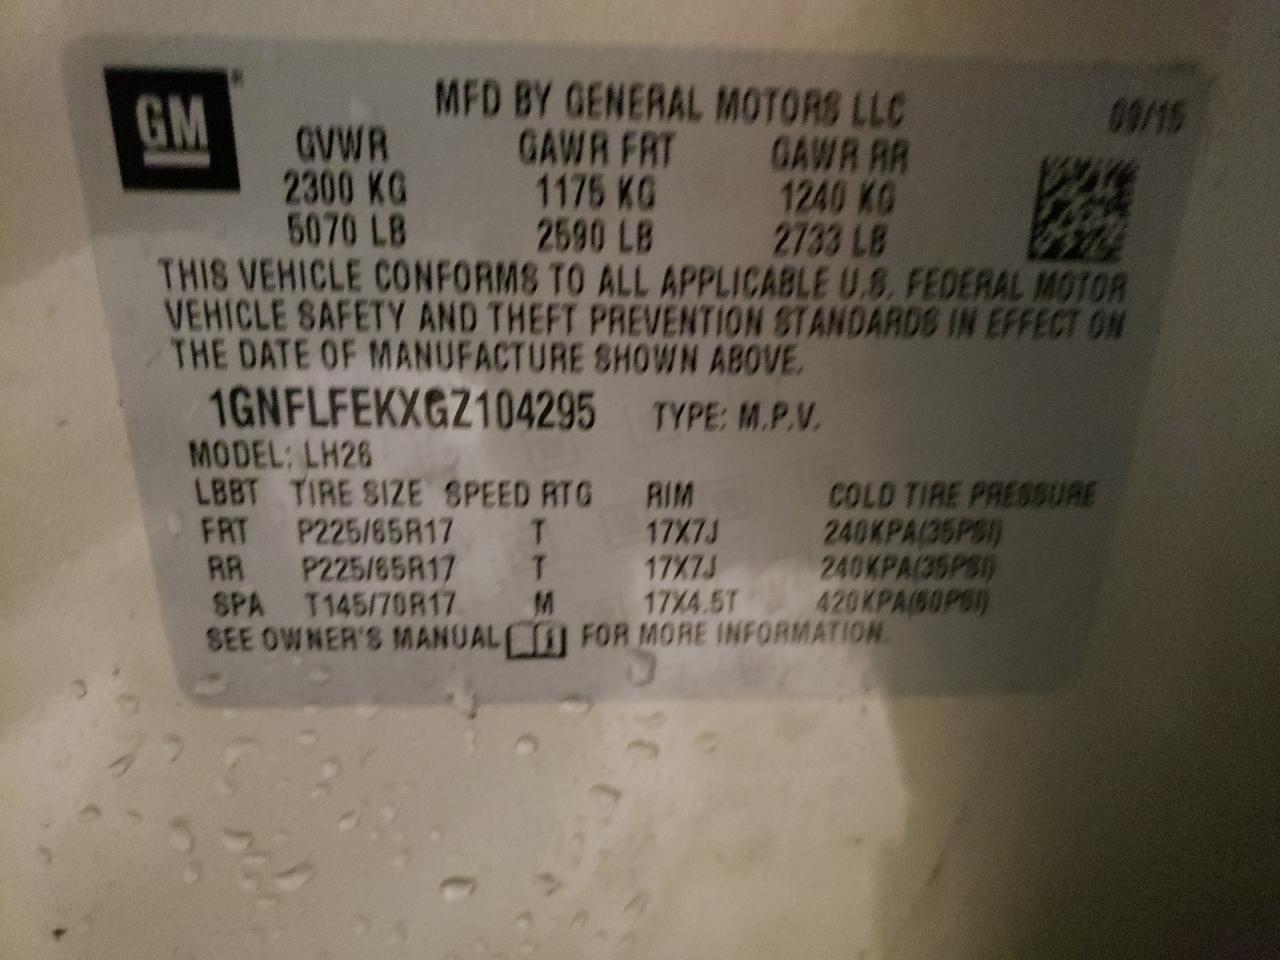 GM®
MFD BY GENERAL MOTORS LLC 09/15
GVWR GAWR FRT GAWR RR
2300 KG 1175 KG 1240 KG
5070 LB 2590 LB 2733 LB
THIS VEHICLE CONFORMS TO ALL APPLICABLE U.S. FEDERAL MOTOR
VEHICLE SAFETY AND THEFT PREVENTION STANDARDS IN EFFECT ON
THE DATE OF MANUFACTURE SHOWN ABOVE.
1GNFLFEKXGZ104295 TYPE: M.P.V.
MODEL: LH26
LBBT TIRE SIZE SPEED RTG RIM COLD TIRE PRESSURE
FRT P225/65R17 T 17X7J 240KPA(35PSI)
RR P225/65R17 T 17X7J 240KPA(35PSI)
SPA T145/70R17 M 17X4.5T 420KPA(60PSI)
SEE OWNER'S MANUAL FOR MORE INFORMATION.